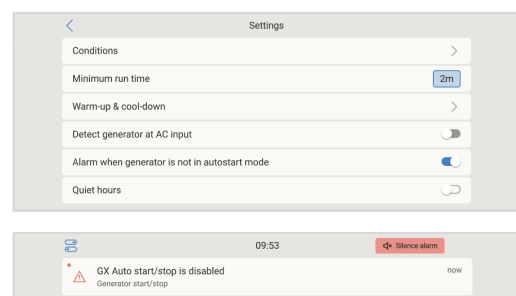 Settings
Conditions
Minimum run time 2m
Warm-up & cool-down
Detect generator at AC input
Alarm when generator is not in autostart mode
Quiet hours
09:53 Silence alarm
GX Auto start/stop is disabled now
Generator start/stop